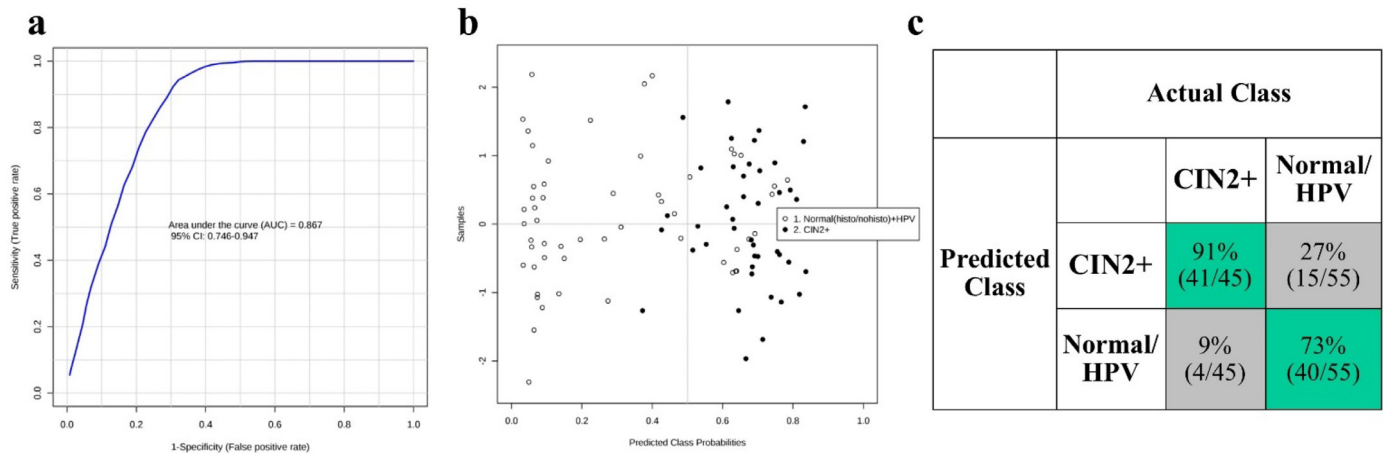 a
1.0
0.8
0.6
0.4
0.2
0.0
Sensitivity (True positive rate)
Area under the curve (AUC) = 0.867
95% CI: 0.746-0.947
0.0 0.2 0.4 0.6 0.8 1.0
1-Specificity (False positive rate)
b
2
1
0
-1
-2
Samples
1. Normal(histo/nohisto)+HPV
2. CIN2+
0.0 0.2 0.4 0.6 0.8 1.0
Predicted Class Probabilities
c
Actual Class
CIN2+
Normal/
HPV
Predicted
Class
CIN2+
91%
(41/45)
27%
(15/55)
Normal/
HPV
9%
(4/45)
73%
(40/55)